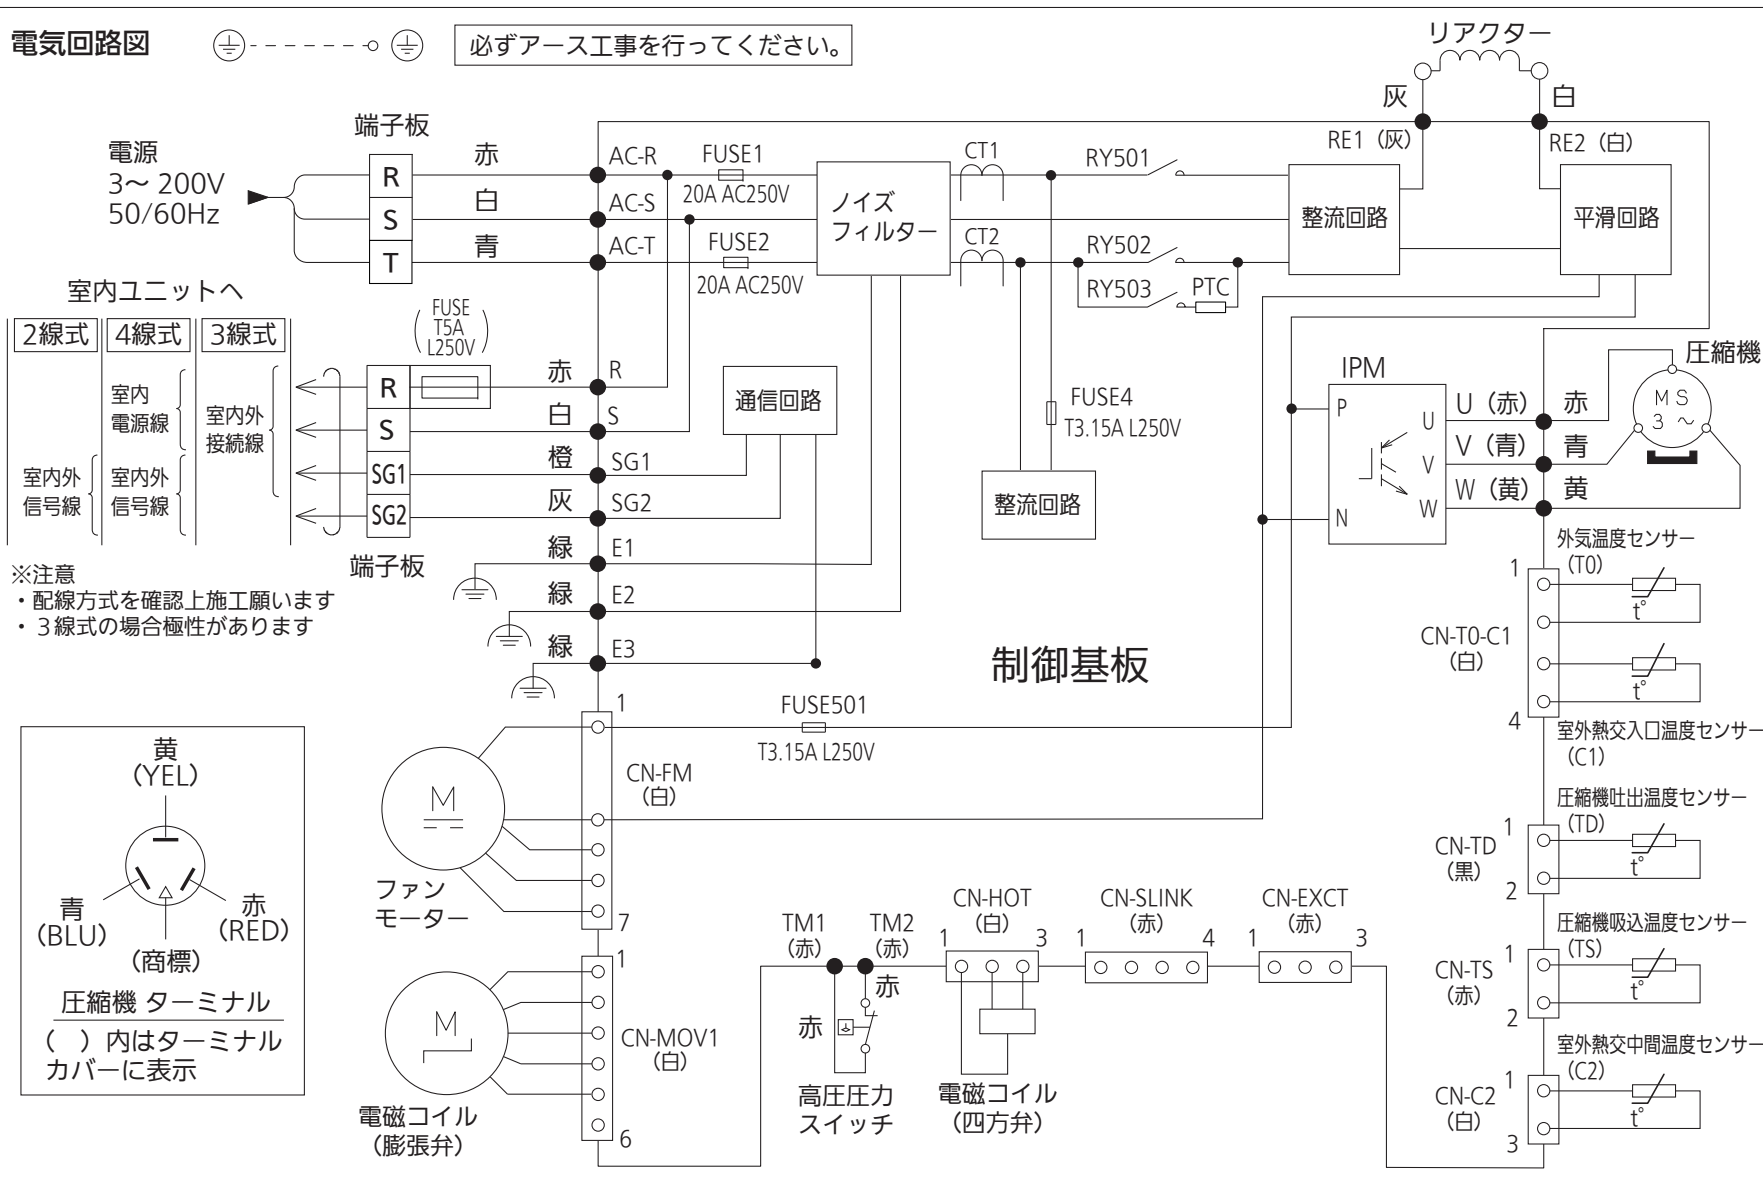 電気回路図
必ずアース工事を行ってください。
リアクター
灰
白
RE1(灰)
RE2(白)
端子板
電源
3〜 200V
50/60Hz
R
S
T
赤
白
青
AC-R
AC-S
AC-T
FUSE1
20A AC250V
FUSE2
20A AC250V
ノイズ
フィルター
CT1
CT2
RY501
RY502
RY503
PTC
整流回路
平滑回路
室内ユニットへ
2線式
4線式
3線式
室内
電源線
室内外
接続線
室内外
信号線
室内外
信号線
FUSE
T5A
L250V
R
S
SG1
SG2
端子板
赤
白
橙
灰
緑
緑
緑
R
S
SG1
SG2
E1
E2
E3
通信回路
FUSE4
T3.15A L250V
整流回路
IPM
P
N
U
V
W
U(赤)
V(青)
W(黄)
赤
青
黄
圧縮機
M S
3 〜
※注意
・配線方式を確認上施工願います
・3線式の場合極性があります
制御基板
外気温度センサー
(T0)
1
CN-T0-C1
(白)
4
t°
t°
室外熱交入口温度センサー
(C1)
圧縮機吐出温度センサー
(TD)
1
CN-TD
(黒)
2
t°
圧縮機吸込温度センサー
(TS)
1
CN-TS
(赤)
2
t°
室外熱交中間温度センサー
(C2)
1
CN-C2
(白)
3
t°
FUSE501
T3.15A L250V
1
CN-FM
(白)
7
M
ファン
モーター
1
CN-MOV1
(白)
6
M
電磁コイル
(膨張弁)
TM1
(赤)
TM2
(赤)
赤
赤
高圧圧力
スイッチ
CN-HOT
(白)
1
3
電磁コイル
(四方弁)
CN-SLINK
(赤)
1
4
CN-EXCT
(赤)
1
3
黄
(YEL)
青
(BLU)
赤
(RED)
(商標)
圧縮機 ターミナル
( )内はターミナル
カバーに表示